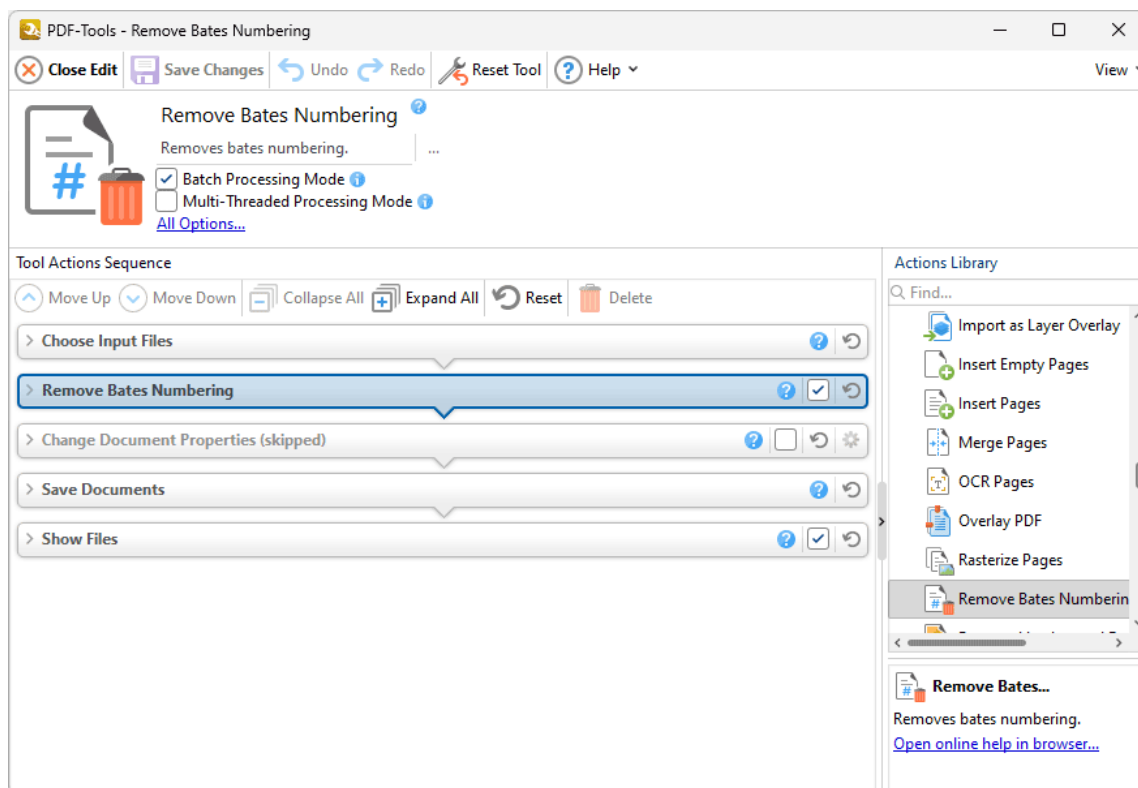 PDF-Tools - Remove Bates Numbering
Close Edit Save Changes Undo Redo Reset Tool Help View
Remove Bates Numbering
Removes bates numbering. ...
Batch Processing Mode
Multi-Threaded Processing Mode
All Options...
Tool Actions Sequence
Move Up Move Down Collapse All Expand All Reset Delete
Choose Input Files
Remove Bates Numbering
Change Document Properties (skipped)
Save Documents
Show Files
Actions Library
Find...
Import as Layer Overlay
Insert Empty Pages
Insert Pages
Merge Pages
OCR Pages
Overlay PDF
Rasterize Pages
Remove Bates Numberin
Remove Bates...
Removes bates numbering.
Open online help in browser...